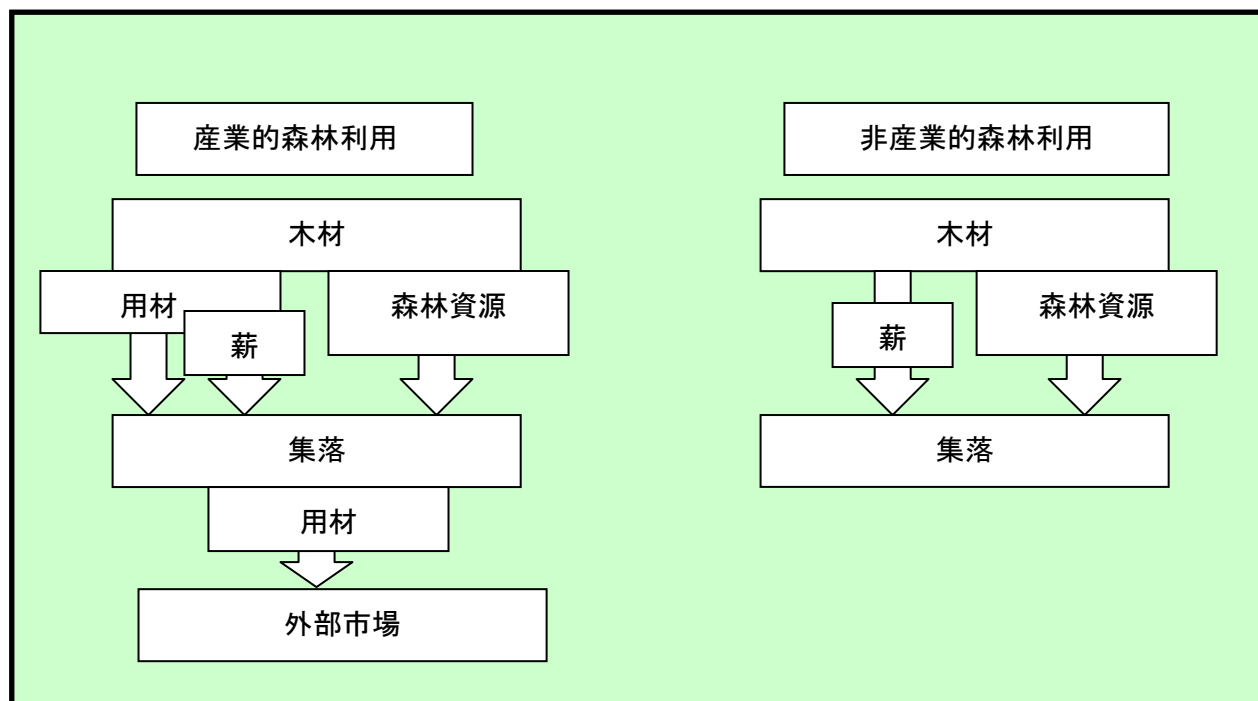 産業的森林利用
木材
用材
薪
森林資源
集落
用材
外部市場
非産業的森林利用
木材
薪
森林資源
集落